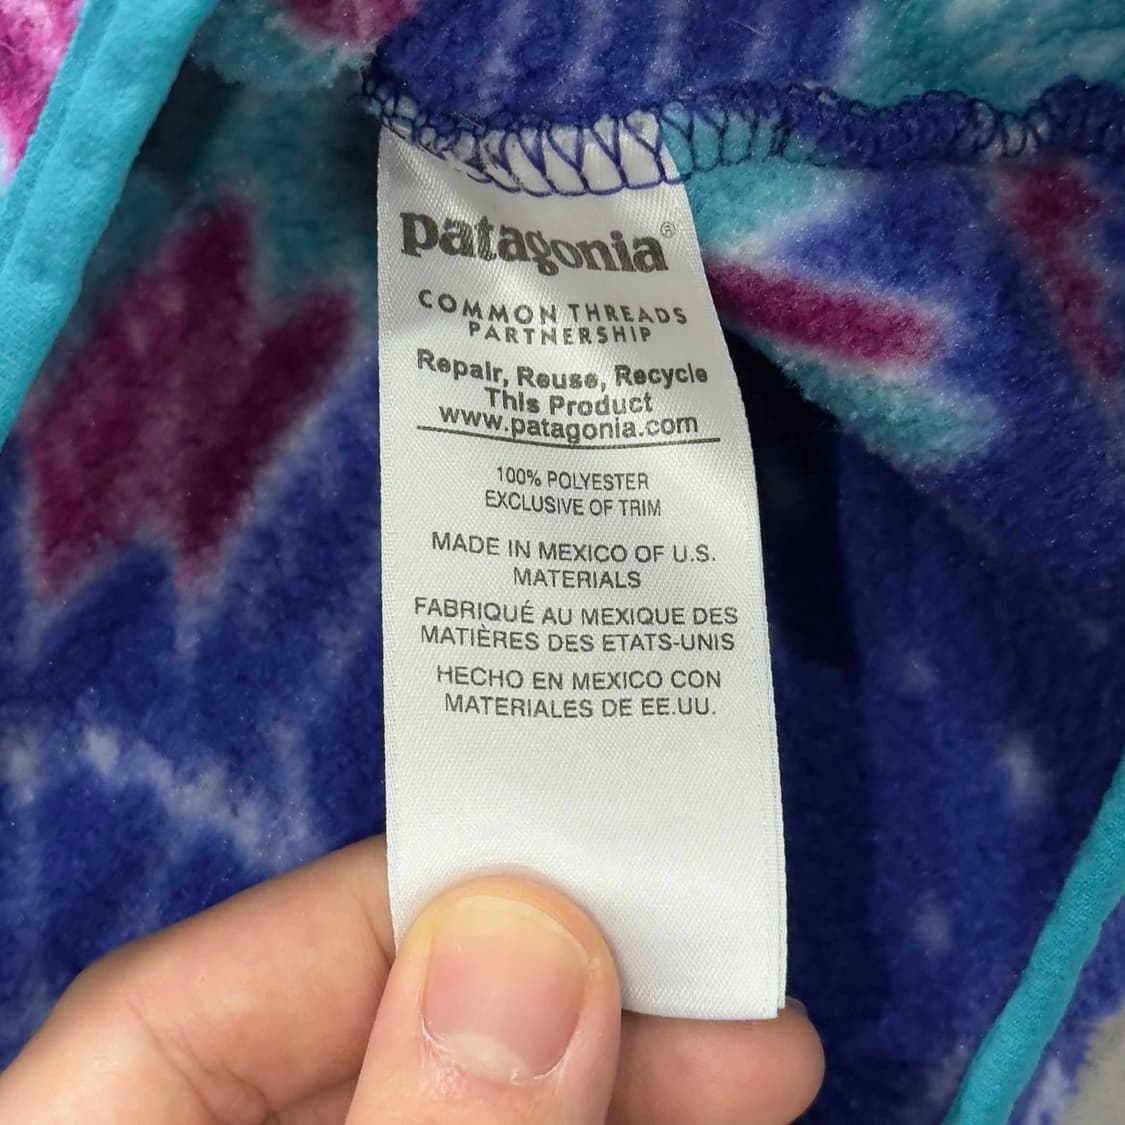 patagonia®
COMMON THREADS
PARTNERSHIP
Repair, Reuse, Recycle
This Product
www.patagonia.com
100% POLYESTER
EXCLUSIVE OF TRIM
MADE IN MEXICO OF U.S.
MATERIALS
FABRIQUÉ AU MEXIQUE DES
MATIÈRES DES ETATS-UNIS
HECHO EN MEXICO CON
MATERIALES DE EE.UU.